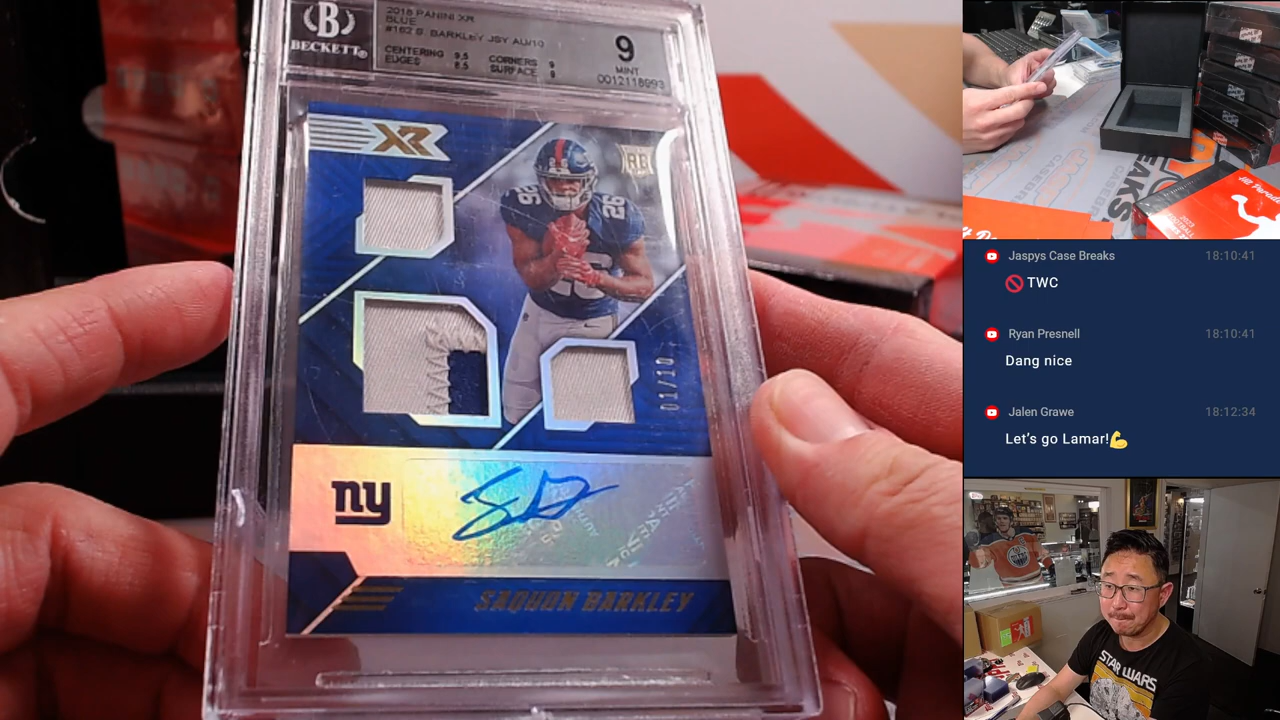 BECKETT®
2018 PANINI XR
BLUE
#162 S. BARKLEY JSY AU/10
CENTERING 9.5 CORNERS 9
EDGES 8.5 SURFACE 9
9
MINT
0012118993
XR
RC
26
26
26
01/10
ny
SAQUON BARKLEY
Jaspys Case Breaks 18:10:41
🚫 TWC
Ryan Presnell 18:10:41
Dang nice
Jalen Grawe 18:12:34
Let's go Lamar!💪
STAR WARS